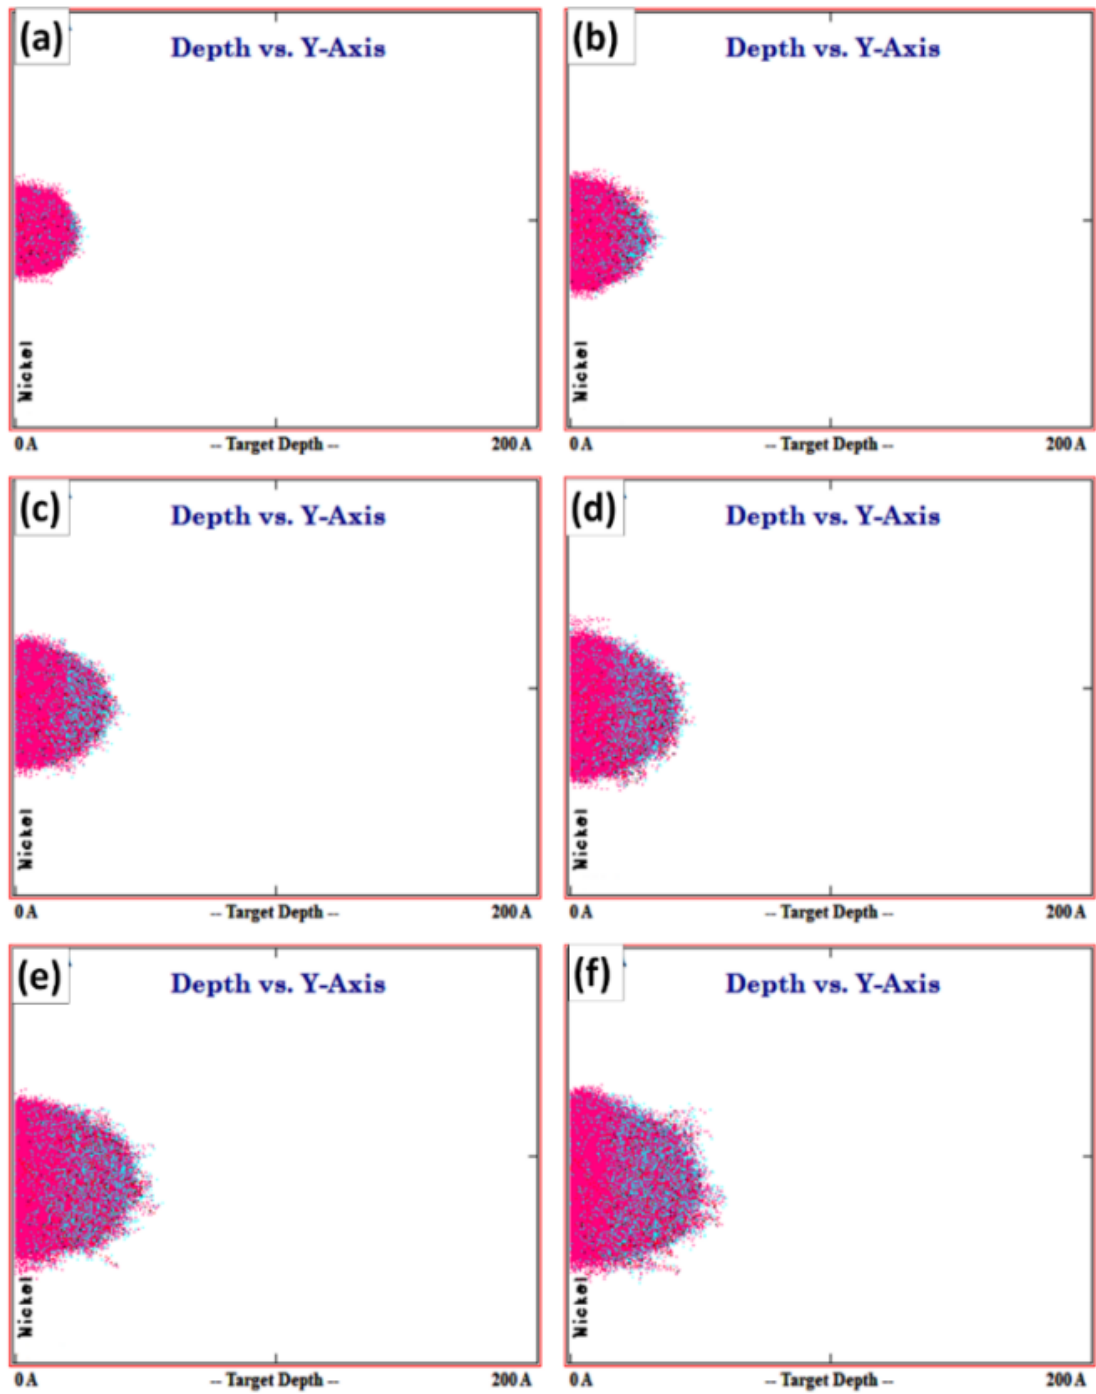 (a)
Depth vs. Y-Axis
Nickel
0 A -- Target Depth -- 200 A
(b)
Depth vs. Y-Axis
Nickel
0 A -- Target Depth -- 200 A
(c)
Depth vs. Y-Axis
Nickel
0 A -- Target Depth -- 200 A
(d)
Depth vs. Y-Axis
Nickel
0 A -- Target Depth -- 200 A
(e)
Depth vs. Y-Axis
Nickel
0 A -- Target Depth -- 200 A
(f)
Depth vs. Y-Axis
Nickel
0 A -- Target Depth -- 200 A